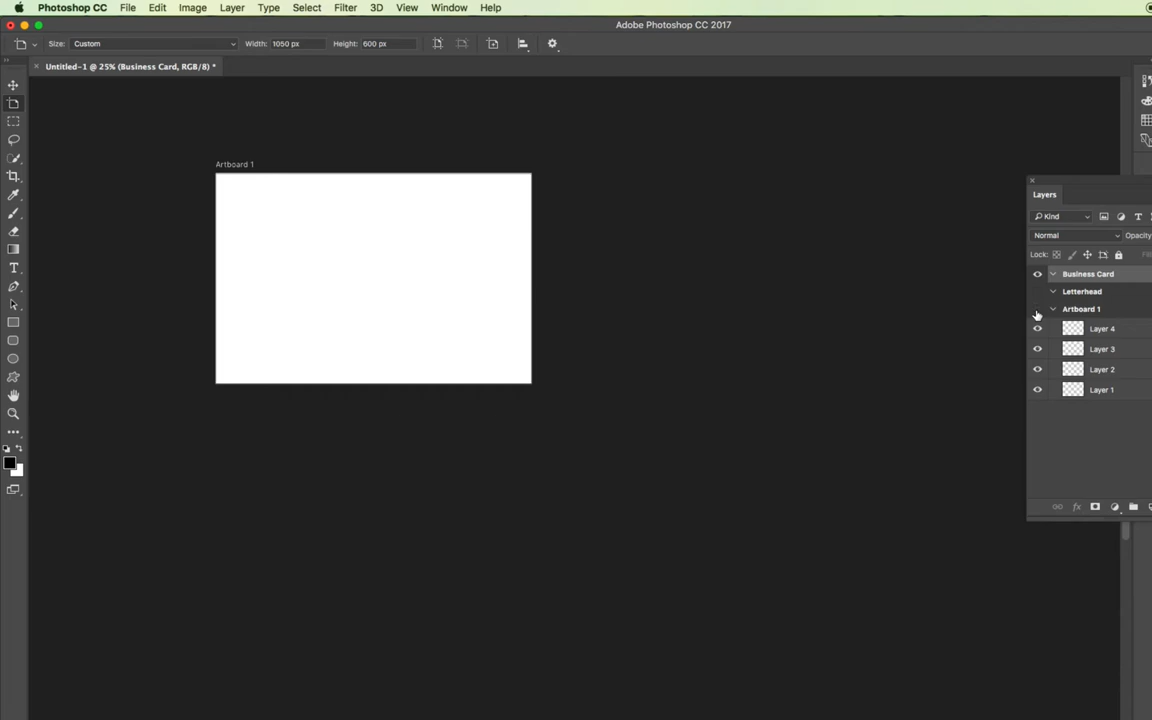 Photoshop CC File Edit Image Layer Type Select Filter 3D View Window Help
Adobe Photoshop CC 2017
Size: Custom Width: 1050 px Height: 600 px
Untitled-1 @ 25% (Business Card, RGB/8) *
Artboard 1
Layers
Kind
Normal Opacity
Lock:
Business Card
Letterhead
Artboard 1
Layer 4
Layer 3
Layer 2
Layer 1
fx